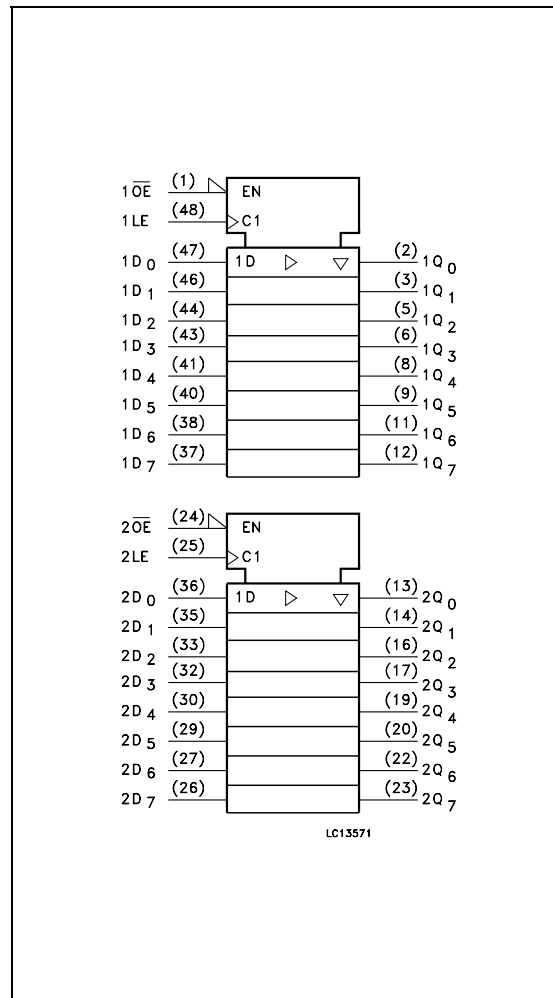 1O̅E̅ (1) EN
1LE (48) C1
1D0 (47) 1D (2) 1Q0
1D1 (46) (3) 1Q1
1D2 (44) (5) 1Q2
1D3 (43) (6) 1Q3
1D4 (41) (8) 1Q4
1D5 (40) (9) 1Q5
1D6 (38) (11) 1Q6
1D7 (37) (12) 1Q7
2O̅E̅ (24) EN
2LE (25) C1
2D0 (36) 1D (13) 2Q0
2D1 (35) (14) 2Q1
2D2 (33) (16) 2Q2
2D3 (32) (17) 2Q3
2D4 (30) (19) 2Q4
2D5 (29) (20) 2Q5
2D6 (27) (22) 2Q6
2D7 (26) (23) 2Q7
LC13571